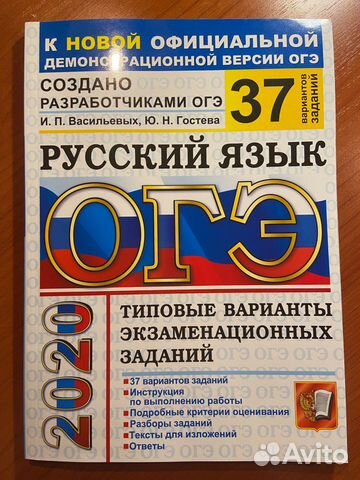 К НОВОЙ ОФИЦИАЛЬНОЙ
ДЕМОНСТРАЦИОННОЙ ВЕРСИИ ОГЭ
СОЗДАНО
РАЗРАБОТЧИКАМИ ОГЭ
И. П. Васильевых, Ю. Н. Гостева
37
вариантов
заданий
РУССКИЙ ЯЗЫК
ОГЭ
2020
ТИПОВЫЕ ВАРИАНТЫ
ЭКЗАМЕНАЦИОННЫХ
ЗАДАНИЙ
37 вариантов заданий
Инструкция
по выполнению работы
Подробные критерии оценивания
Разборы заданий
Тексты для изложений
Ответы
Avito